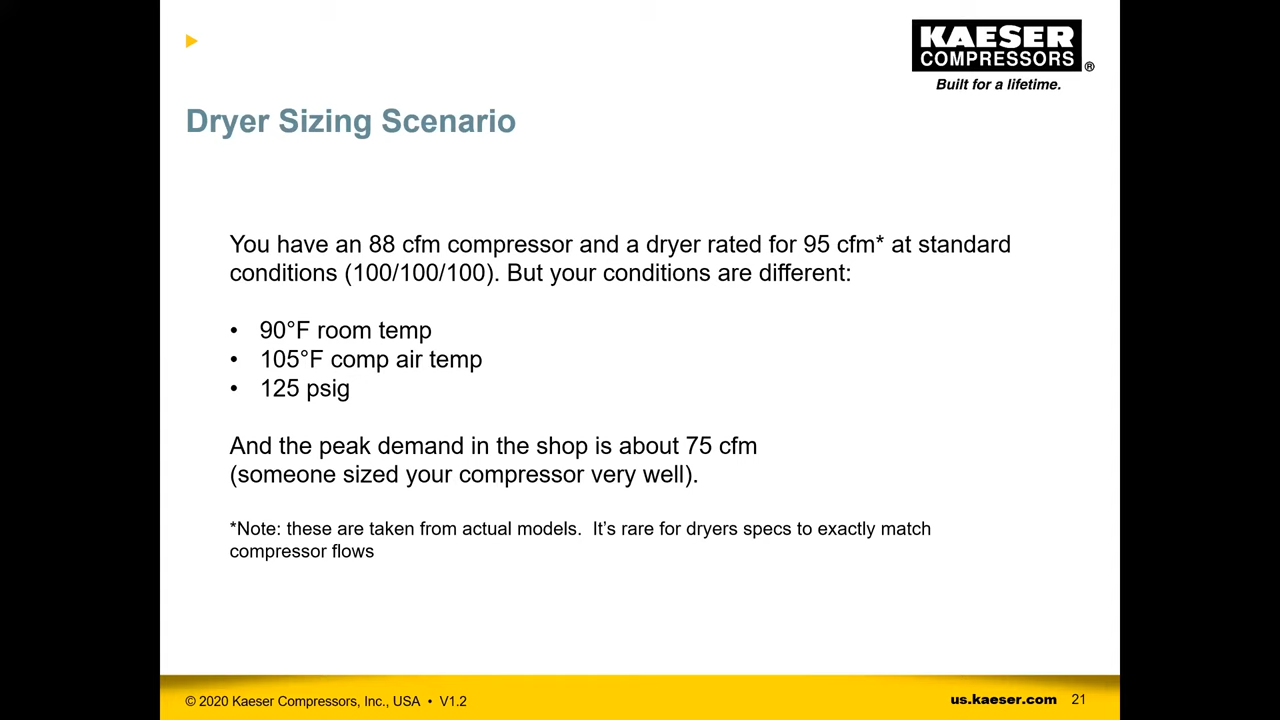 KAESER
COMPRESSORS®
Built for a lifetime.
Dryer Sizing Scenario
You have an 88 cfm compressor and a dryer rated for 95 cfm* at standard
conditions (100/100/100). But your conditions are different:
• 90°F room temp
• 105°F comp air temp
• 125 psig
And the peak demand in the shop is about 75 cfm
(someone sized your compressor very well).
*Note: these are taken from actual models.  It’s rare for dryers specs to exactly match
compressor flows
© 2020 Kaeser Compressors, Inc., USA • V1.2
us.kaeser.com 21